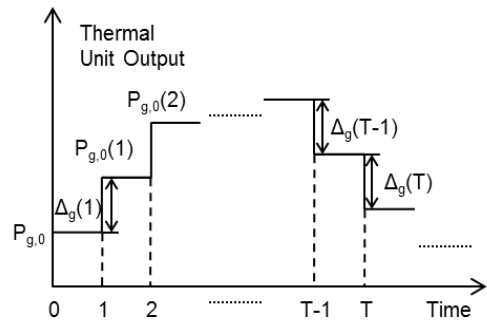 Thermal
Unit Output
P_g,0(2)
P_g,0(1)
Δ_g(T-1)
Δ_g(1)
Δ_g(T)
P_g,0
0 1 2 T-1 T Time